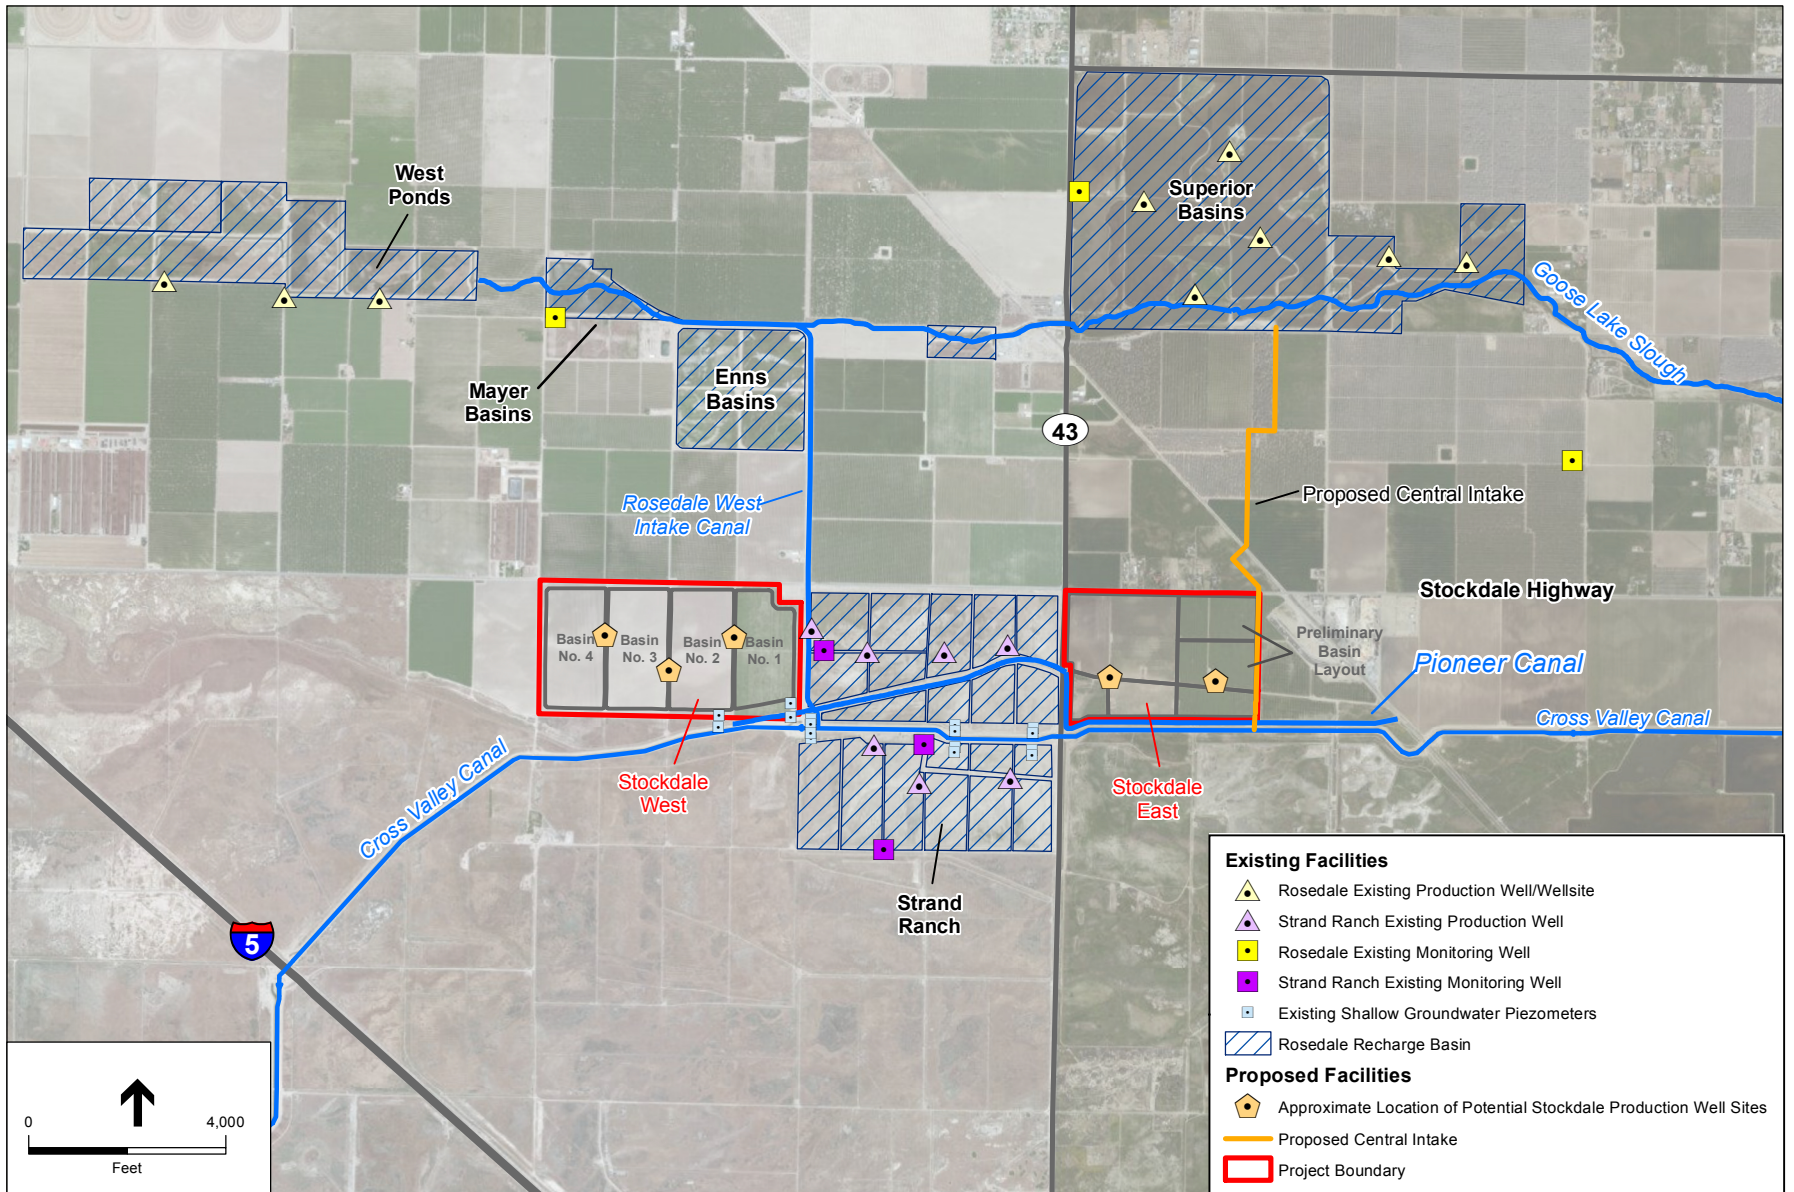 West
Ponds
Superior
Basins
Goose Lake Slough
Mayer
Basins
Enns
Basins
43
Rosedale West
Intake Canal
Proposed Central Intake
Stockdale Highway
Basin
No. 4
Basin
No. 3
Basin
No. 2
Basin
No. 1
Preliminary
Basin
Layout
Pioneer Canal
Cross Valley Canal
Cross Valley Canal
Stockdale
West
Stockdale
East
Strand
Ranch
5
0
4,000
Feet
Existing Facilities
Rosedale Existing Production Well/Wellsite
Strand Ranch Existing Production Well
Rosedale Existing Monitoring Well
Strand Ranch Existing Monitoring Well
Existing Shallow Groundwater Piezometers
Rosedale Recharge Basin
Proposed Facilities
Approximate Location of Potential Stockdale Production Well Sites
Proposed Central Intake
Project Boundary